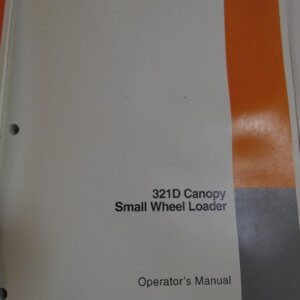 321D Canopy
Small Wheel Loader
Operator's Manual